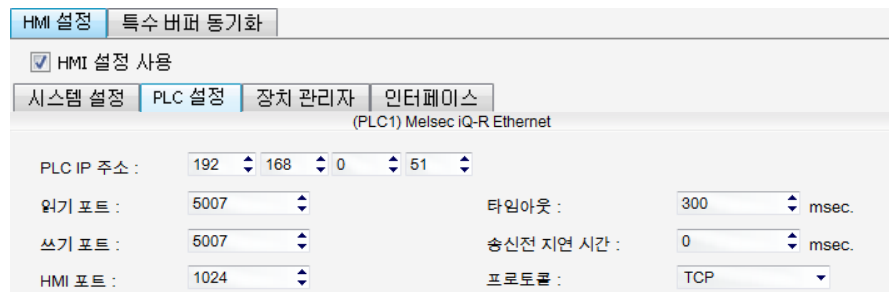 HMI 설정 특수 버퍼 동기화
HMI 설정 사용
시스템 설정 PLC 설정 장치 관리자 인터페이스
(PLC1) Melsec iQ-R Ethernet
PLC IP 주소 : 192 168 0 51
읽기 포트 : 5007 타임아웃 : 300 msec.
쓰기 포트 : 5007 송신전 지연 시간 : 0 msec.
HMI 포트 : 1024 프로토콜 : TCP